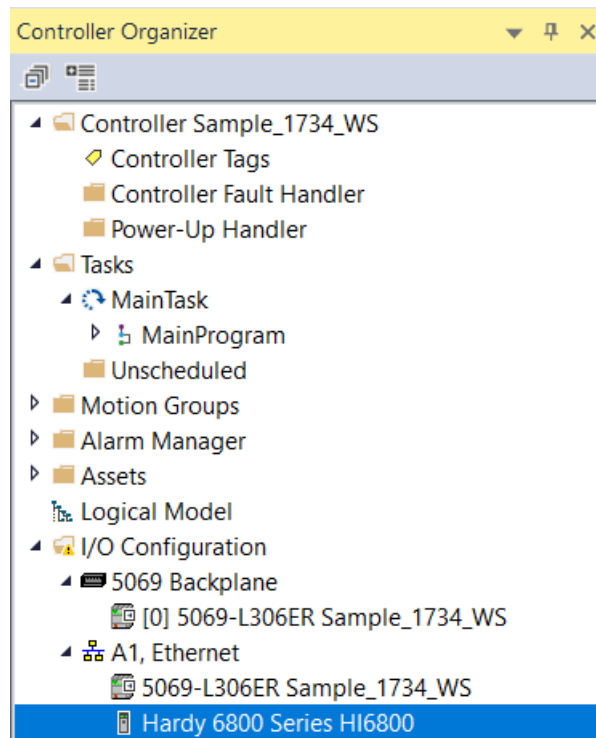 Controller Organizer
Controller Sample_1734_WS
Controller Tags
Controller Fault Handler
Power-Up Handler
Tasks
MainTask
MainProgram
Unscheduled
Motion Groups
Alarm Manager
Assets
Logical Model
I/O Configuration
5069 Backplane
[0] 5069-L306ER Sample_1734_WS
A1, Ethernet
5069-L306ER Sample_1734_WS
Hardy 6800 Series HI6800